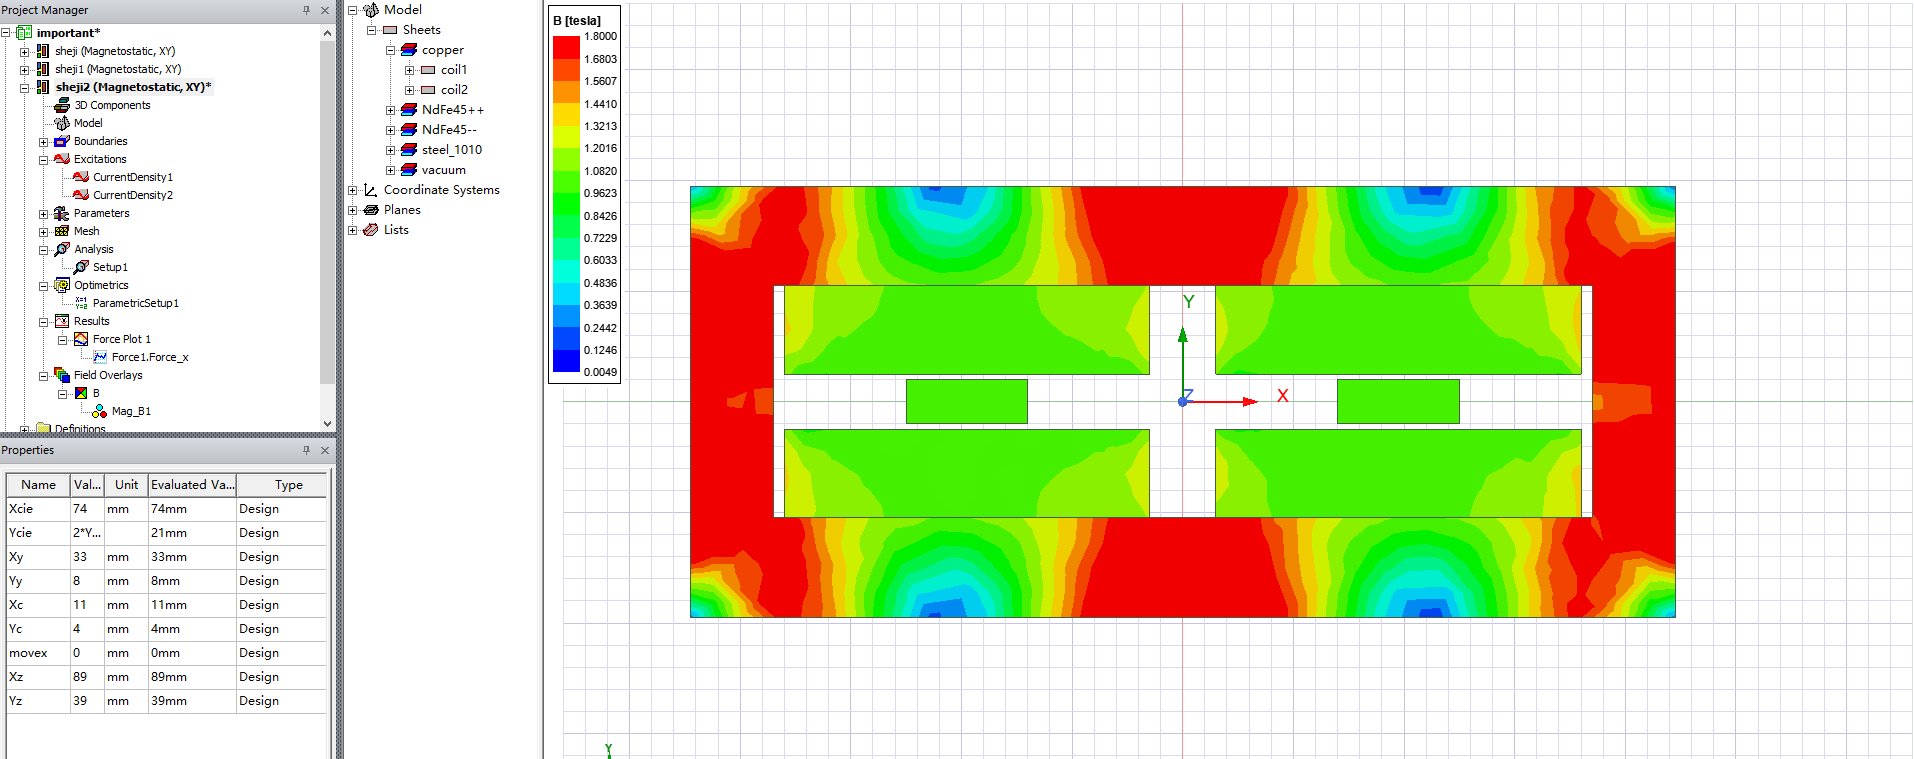 Project Manager
important*
sheji (Magnetostatic, XY)
sheji1 (Magnetostatic, XY)
sheji2 (Magnetostatic, XY)*
3D Components
Model
Boundaries
Excitations
CurrentDensity1
CurrentDensity2
Parameters
Mesh
Analysis
Setup1
Optimetrics
ParametricSetup1
Results
Force Plot 1
Force1.Force_x
Field Overlays
B
Mag_B1
Definitions
Properties
Name Val... Unit Evaluated Va... Type
Xcie 74 mm 74mm Design
Ycie 2*Y... 21mm Design
Xy 33 mm 33mm Design
Yy 8 mm 8mm Design
Xc 11 mm 11mm Design
Yc 4 mm 4mm Design
movex 0 mm 0mm Design
Xz 89 mm 89mm Design
Yz 39 mm 39mm Design
Model
Sheets
copper
coil1
coil2
NdFe45++
NdFe45--
steel_1010
vacuum
Coordinate Systems
Planes
Lists
B [tesla]
1.8000
1.6803
1.5607
1.4410
1.3213
1.2016
1.0820
0.9623
0.8426
0.7229
0.6033
0.4836
0.3639
0.2442
0.1246
0.0049
Y
Z
X
Y